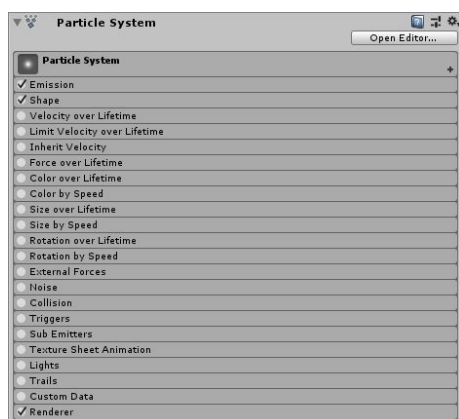 Particle System
Open Editor...
Particle System
Emission
Shape
Velocity over Lifetime
Limit Velocity over Lifetime
Inherit Velocity
Force over Lifetime
Color over Lifetime
Color by Speed
Size over Lifetime
Size by Speed
Rotation over Lifetime
Rotation by Speed
External Forces
Noise
Collision
Triggers
Sub Emitters
Texture Sheet Animation
Lights
Trails
Custom Data
Renderer